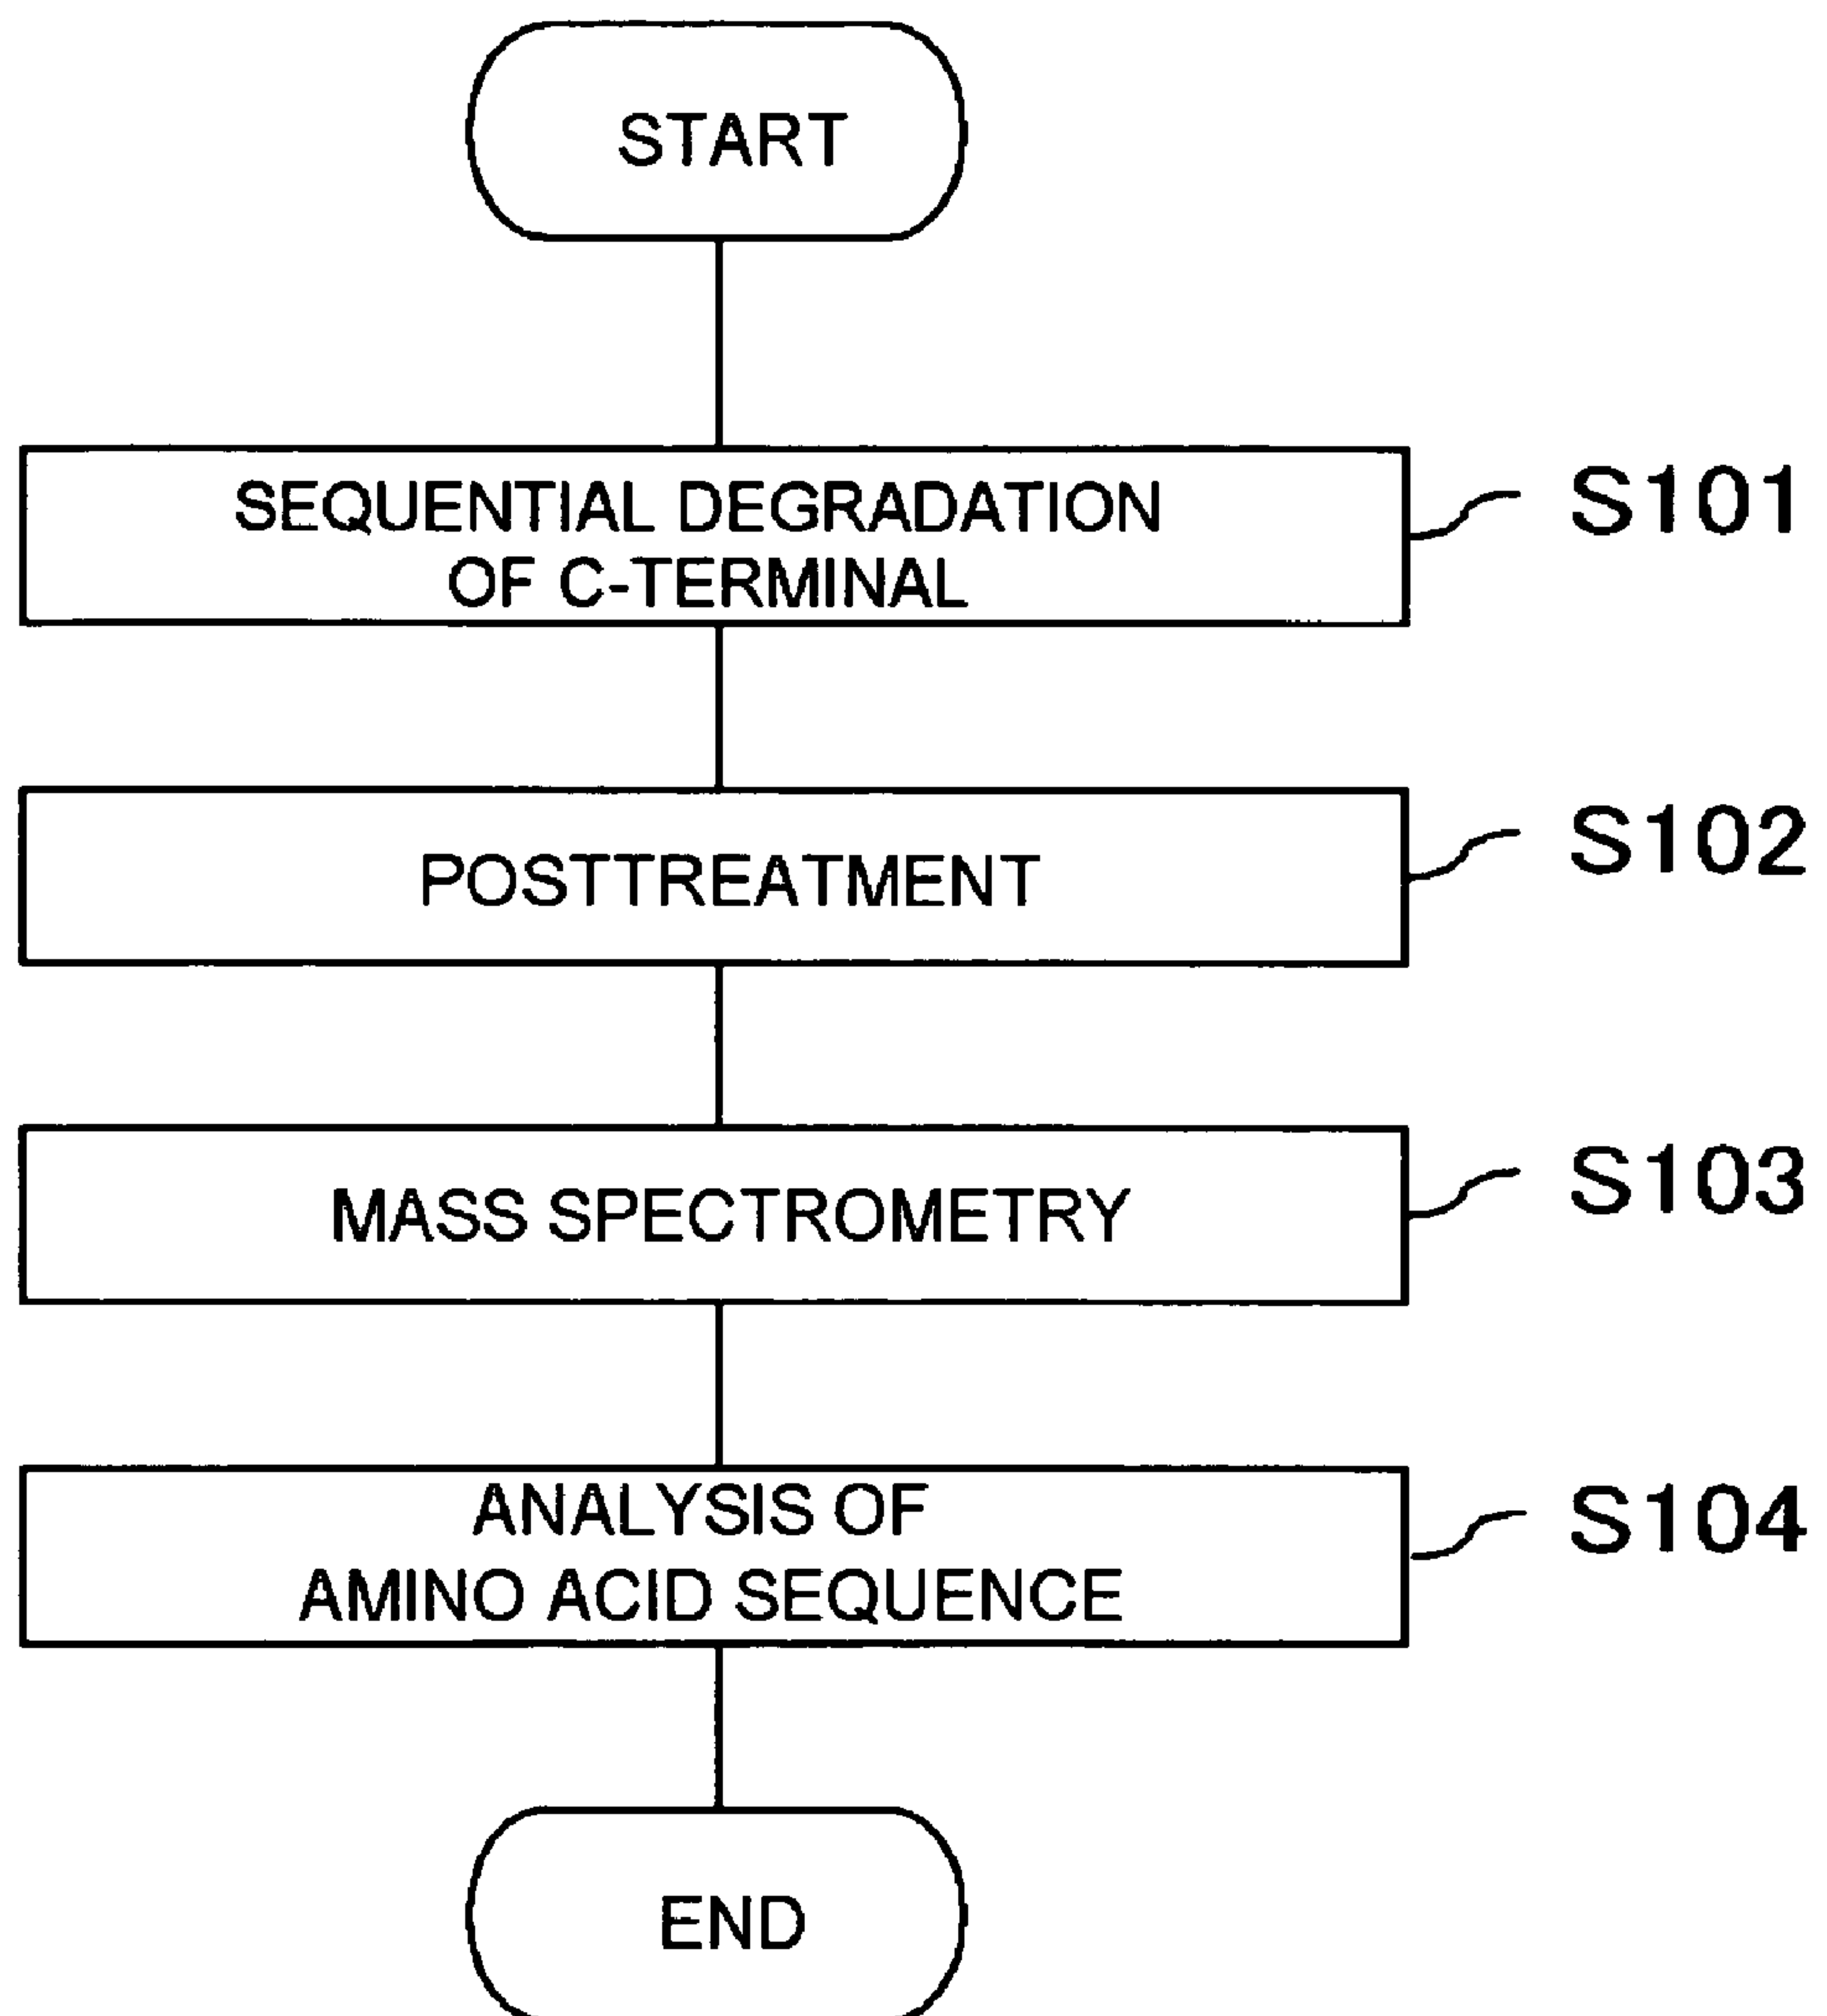 START
SEQUENTIAL DEGRADATION
OF C-TERMINAL
S101
POSTTREATMENT
S102
MASS SPECTROMETRY
S103
ANALYSIS OF
AMINO ACID SEQUENCE
S104
END